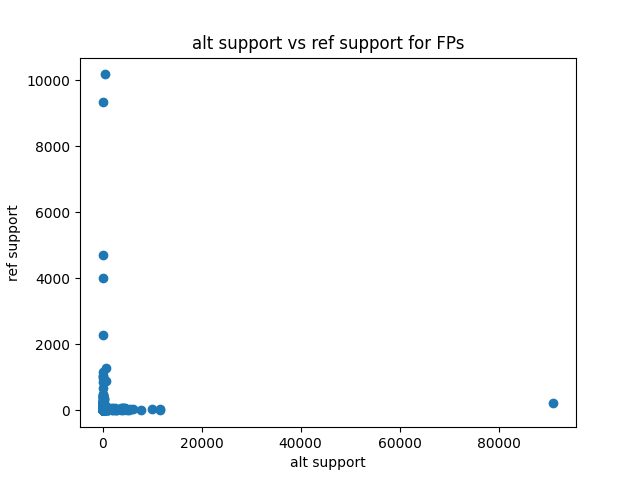 alt support vs ref support for FPs
10000
8000
6000
4000
2000
0
ref support
0 20000 40000 60000 80000
alt support